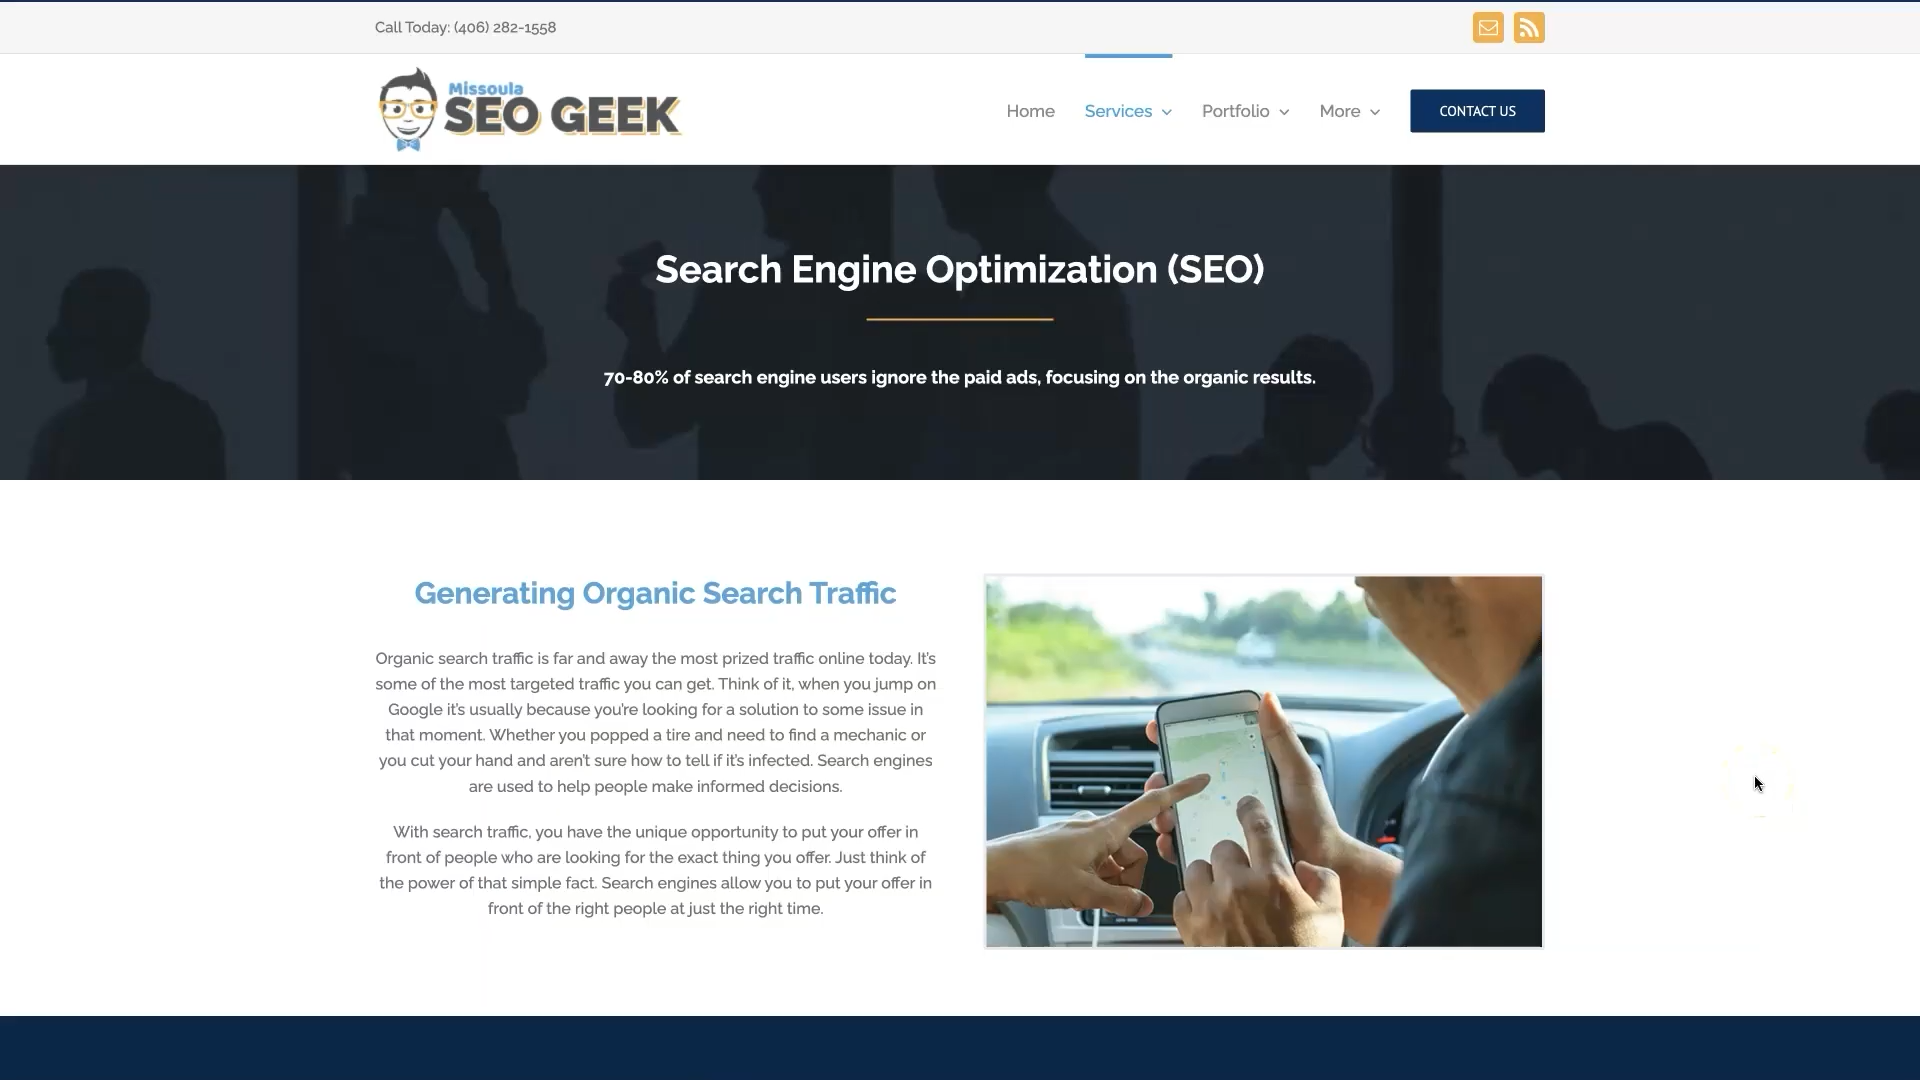 Call Today: (406) 282-1558
Missoula
SEO GEEK
Home
Services
Portfolio
More
CONTACT US
Search Engine Optimization (SEO)
70-80% of search engine users ignore the paid ads, focusing on the organic results.
Generating Organic Search Traffic
Organic search traffic is far and away the most prized traffic online today. It's
some of the most targeted traffic you can get. Think of it, when you jump on
Google it's usually because you're looking for a solution to some issue in
that moment. Whether you popped a tire and need to find a mechanic or
you cut your hand and aren't sure how to tell if it's infected. Search engines
are used to help people make informed decisions.
With search traffic, you have the unique opportunity to put your offer in
front of people who are looking for the exact thing you offer. Just think of
the power of that simple fact. Search engines allow you to put your offer in
front of the right people at just the right time.